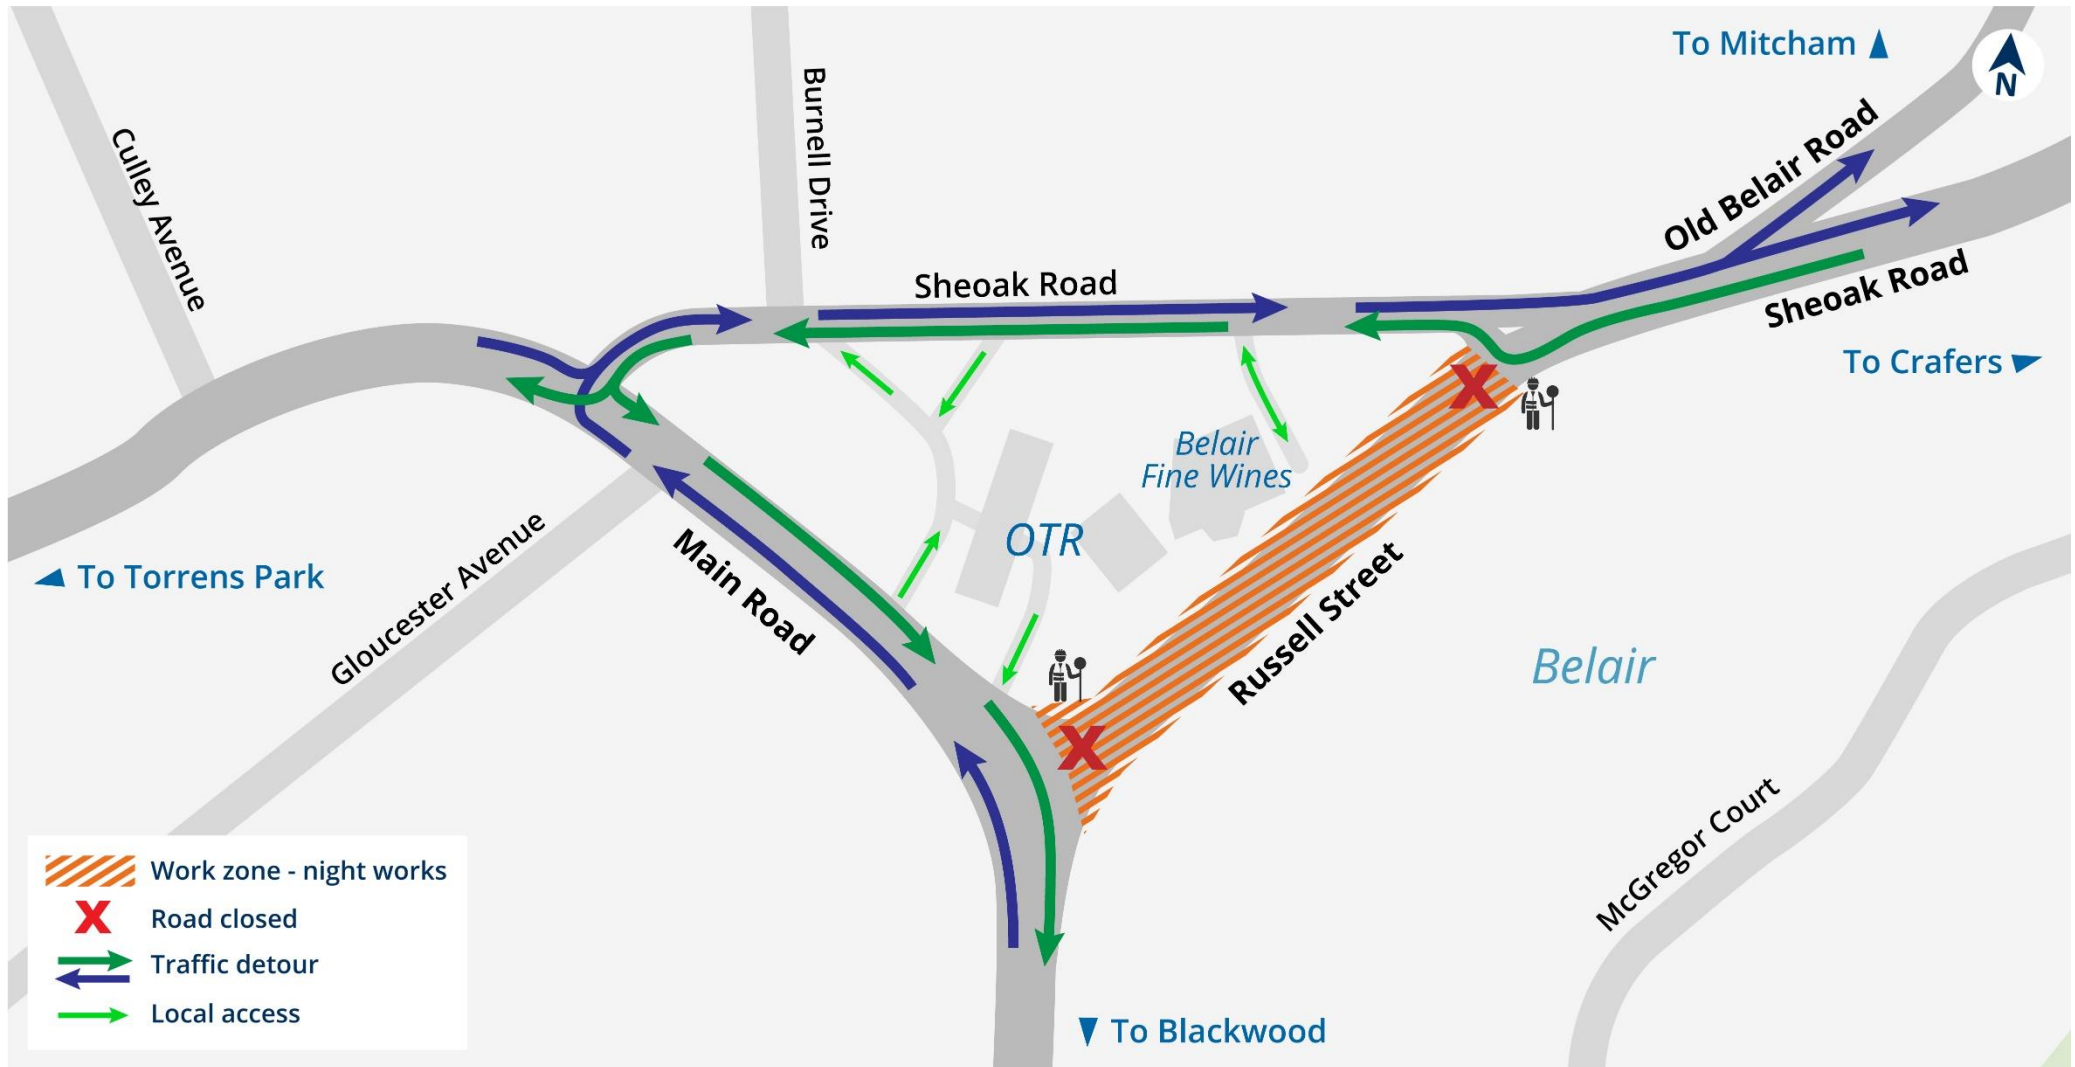 To Mitcham
N
Burnell Drive
Culley Avenue
Old Belair Road
Sheoak Road
Sheoak Road
To Crafers
Belair
Fine Wines
OTR
Gloucester Avenue
To Torrens Park
Main Road
Russell Street
Belair
McGregor Court
Work zone - night works
X Road closed
Traffic detour
Local access
To Blackwood
X
X